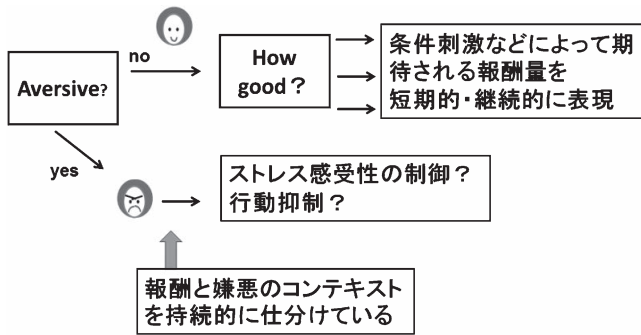 no
How
good？
条件刺激などによって期
待される報酬量を
短期的・継続的に表現
Aversive?
yes
ストレス感受性の制御？
行動抑制？
報酬と嫌悪のコンテキスト
を持続的に仕分けている